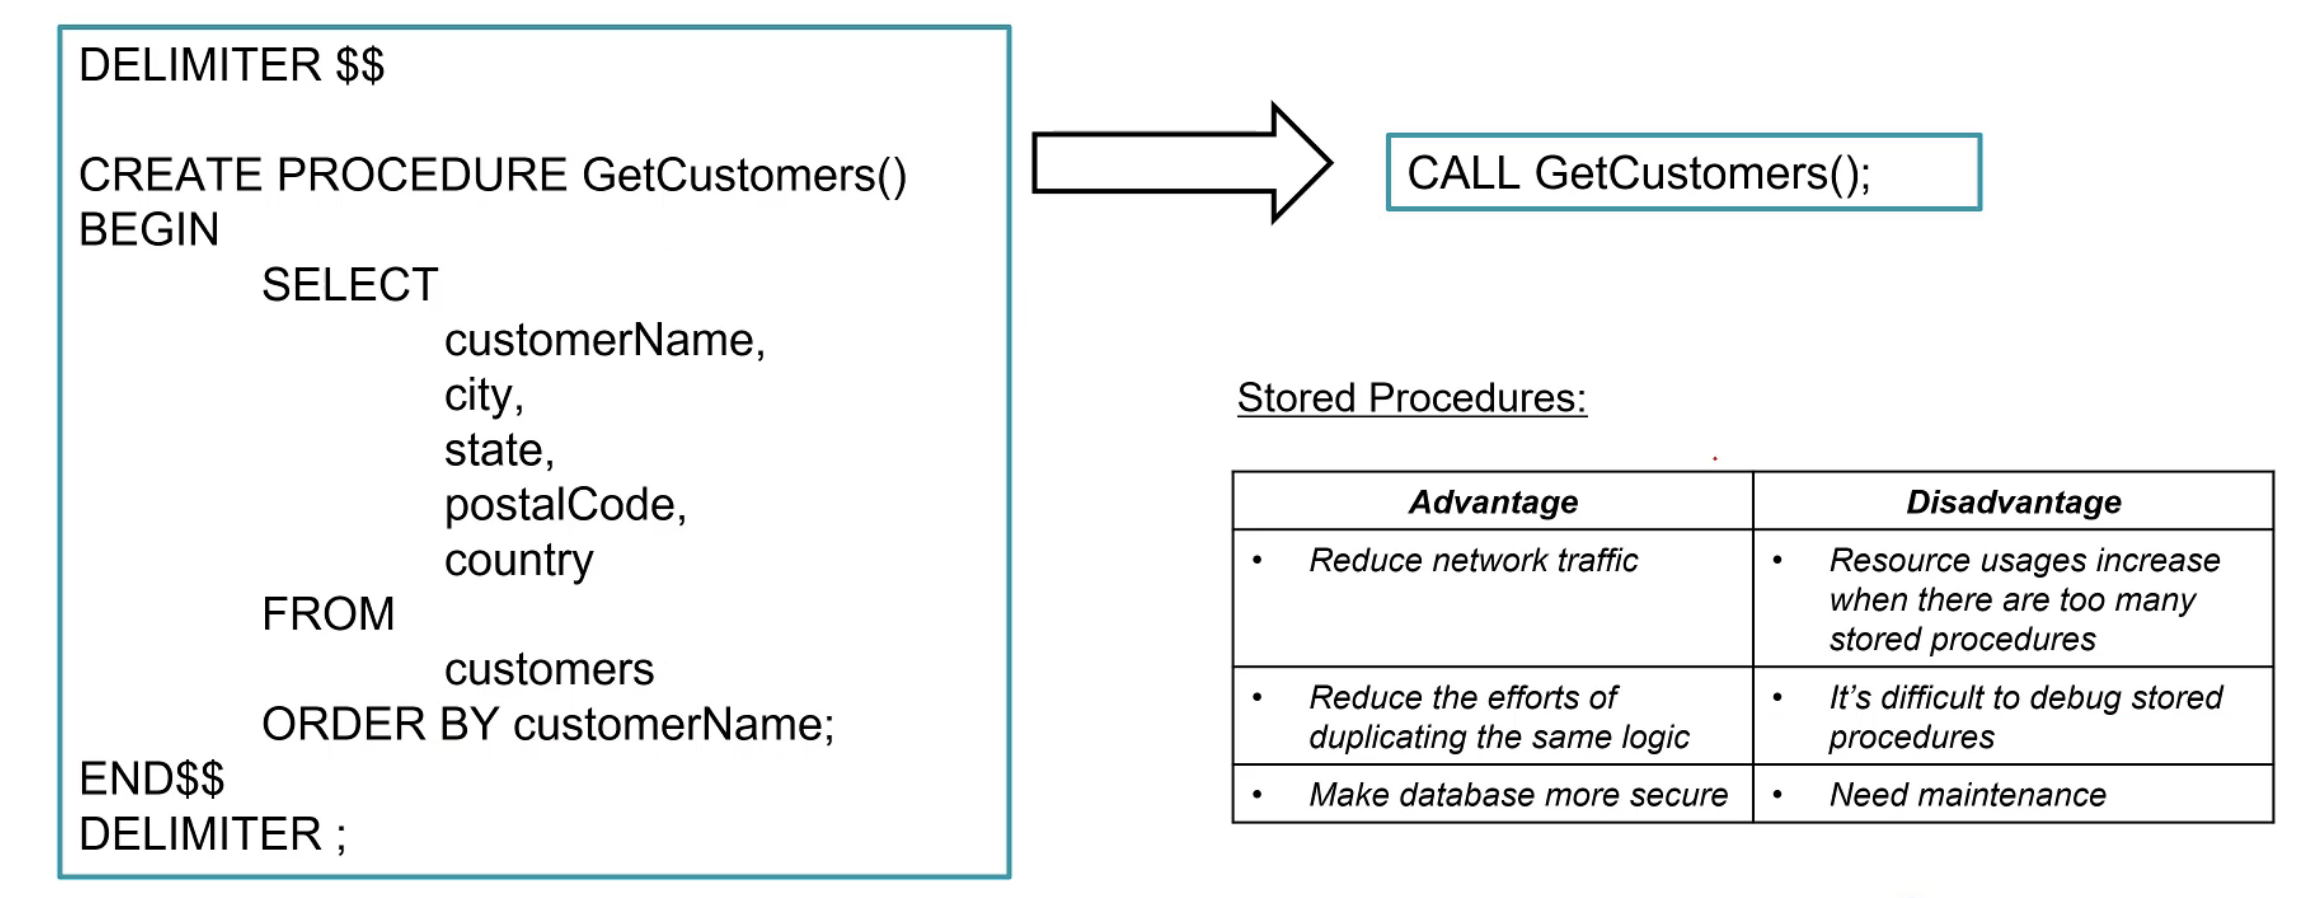 DELIMITER $$
CREATE PROCEDURE GetCustomers()
BEGIN
SELECT
customerName,
city,
state,
postalCode,
country
FROM
customers
ORDER BY customerName;
END$$
DELIMITER ;
CALL GetCustomers();
Stored Procedures:
Advantage
Disadvantage
• Reduce network traffic
• Resource usages increase
when there are too many
stored procedures
• Reduce the efforts of
duplicating the same logic
• It’s difficult to debug stored
procedures
• Make database more secure
• Need maintenance